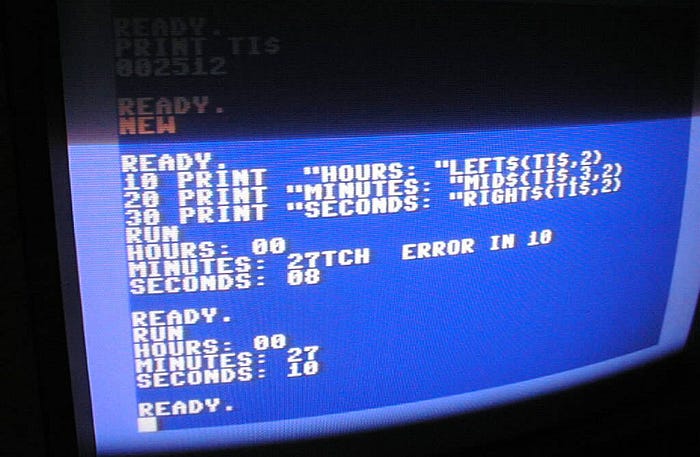 READY.
PRINT TI$
002512
READY.
NEW
READY.
10 PRINT "HOURS: "LEFT$(TI$,2)
20 PRINT "MINUTES: "MID$(TI$,3,2)
30 PRINT "SECONDS: "RIGHT$(TI$,2)
RUN
HOURS: 00
MINUTES: 27TCH ERROR IN 10
SECONDS: 08
READY.
RUN
HOURS: 00
MINUTES: 27
SECONDS: 10
READY.